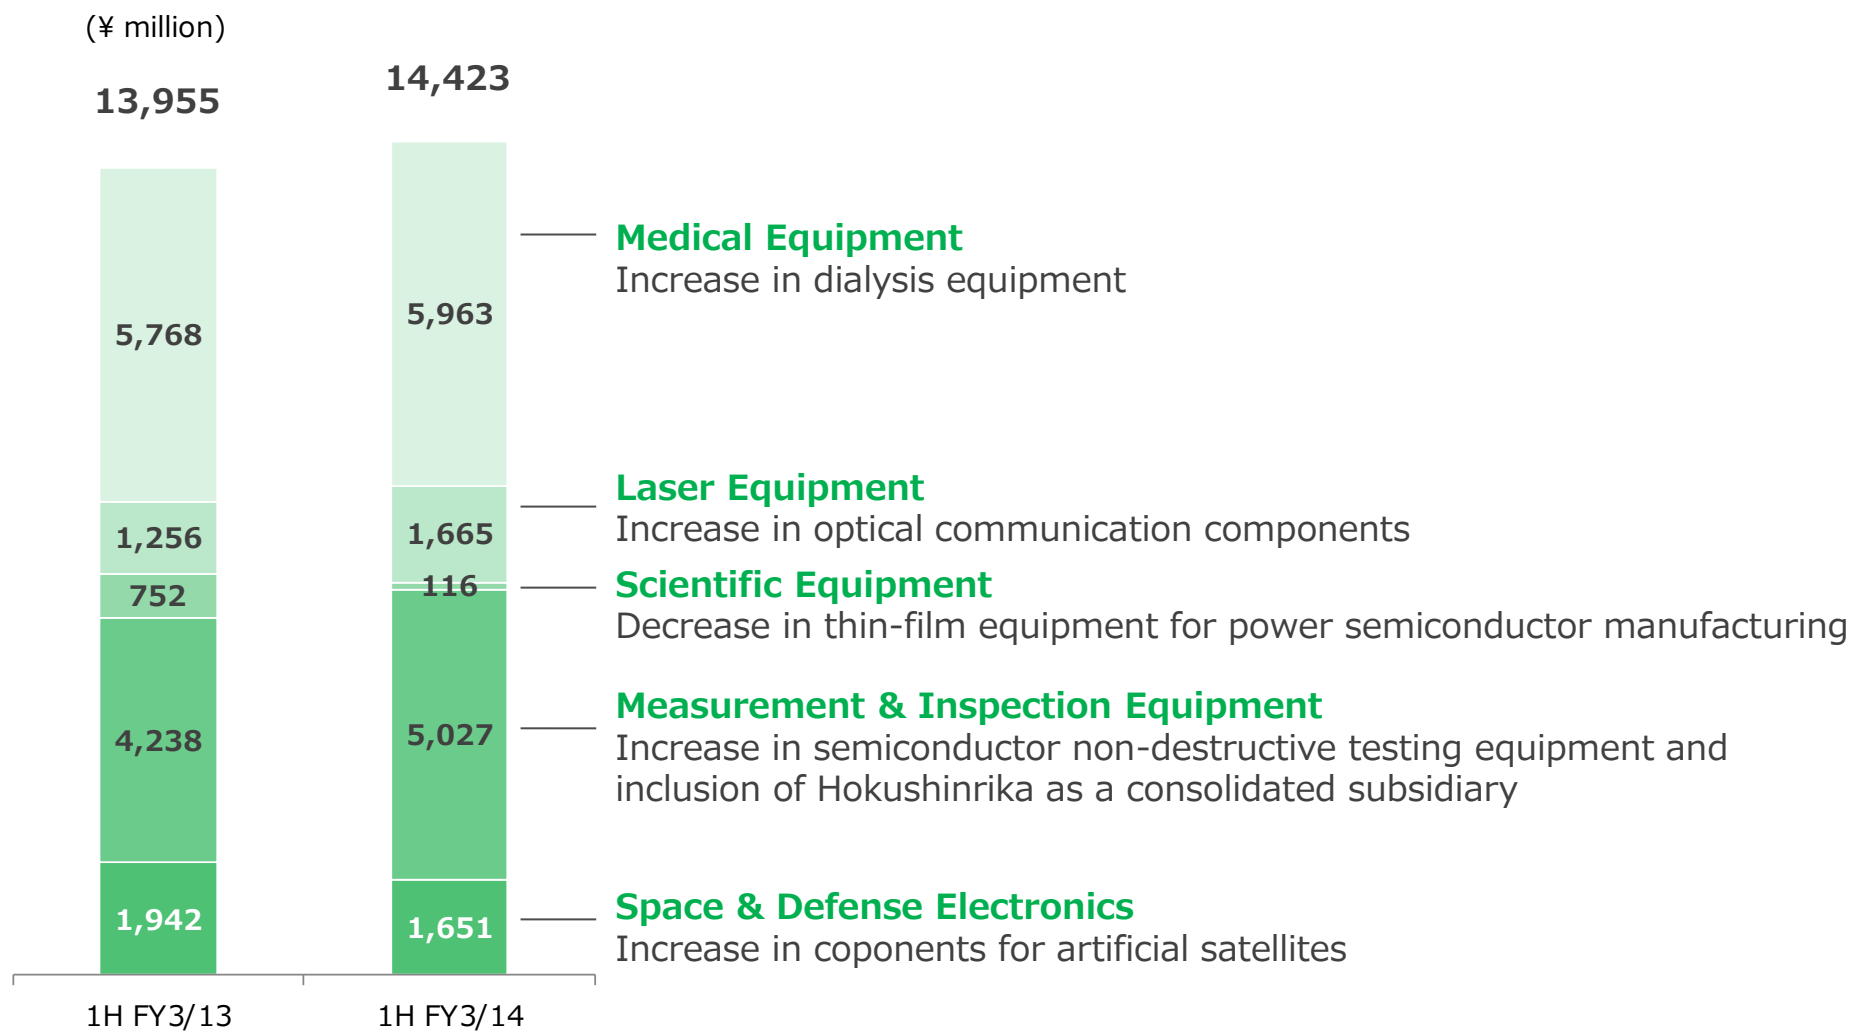 (¥ million)
13,955
14,423
5,768
5,963
1,256
1,665
752
116
4,238
5,027
1,942
1,651
1H FY3/13
1H FY3/14
Medical Equipment
Increase in dialysis equipment
Laser Equipment
Increase in optical communication components
Scientific Equipment
Decrease in thin-film equipment for power semiconductor manufacturing
Measurement & Inspection Equipment
Increase in semiconductor non-destructive testing equipment and
inclusion of Hokushinrika as a consolidated subsidiary
Space & Defense Electronics
Increase in coponents for artificial satellites